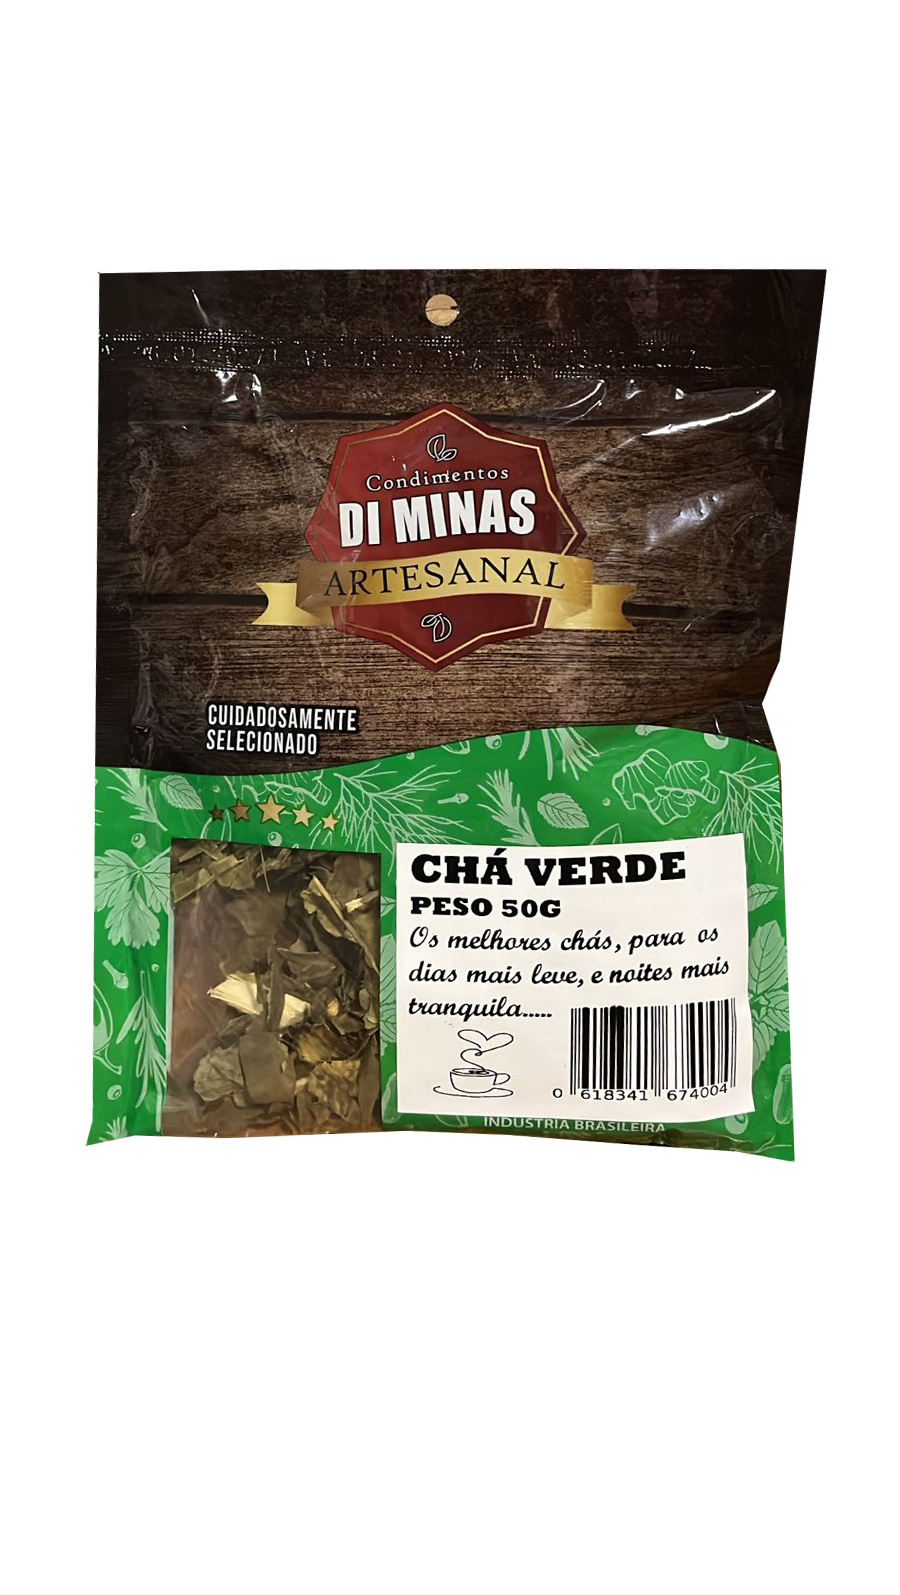 Condimentos
DI MINAS
ARTESANAL
CUIDADOSAMENTE
SELECIONADO
CHÁ VERDE
PESO 50G
Os melhores chás, para os
dias mais leve, e noites mais
tranquila.....
0 618341 674004
INDÚSTRIA BRASILEIRA